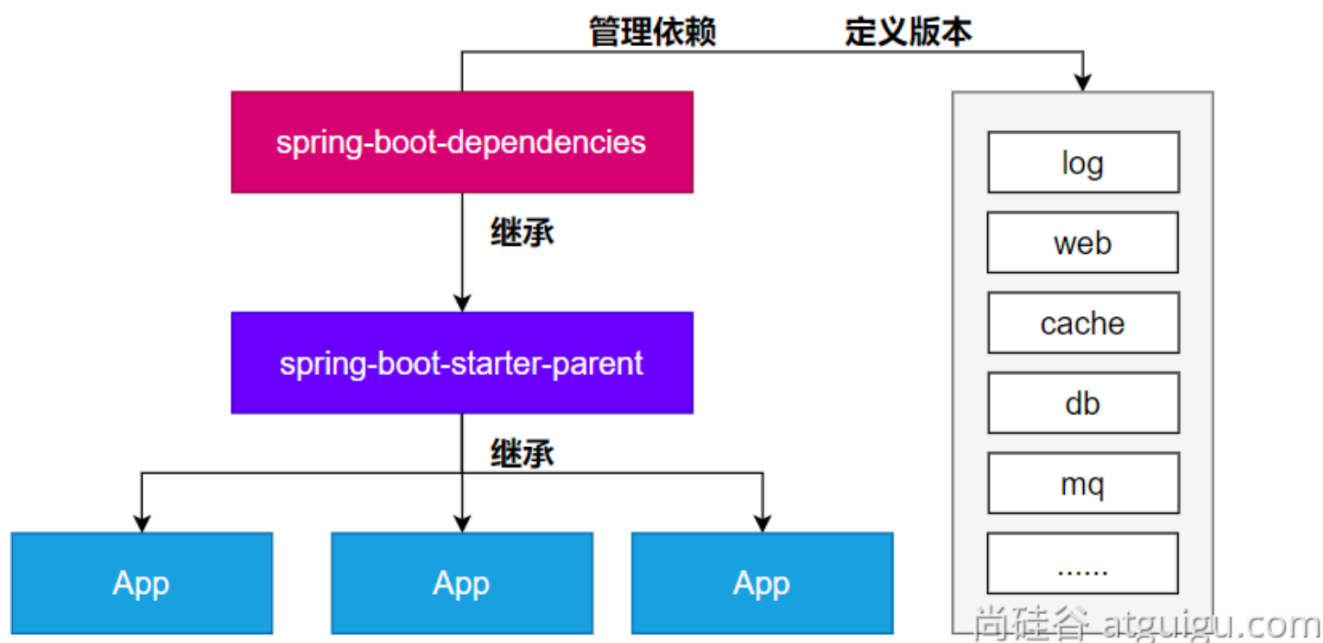 管理依赖 定义版本
spring-boot-dependencies
继承
spring-boot-starter-parent
继承
App App App
log
web
cache
db
mq
......
尚硅谷 atguigu.com